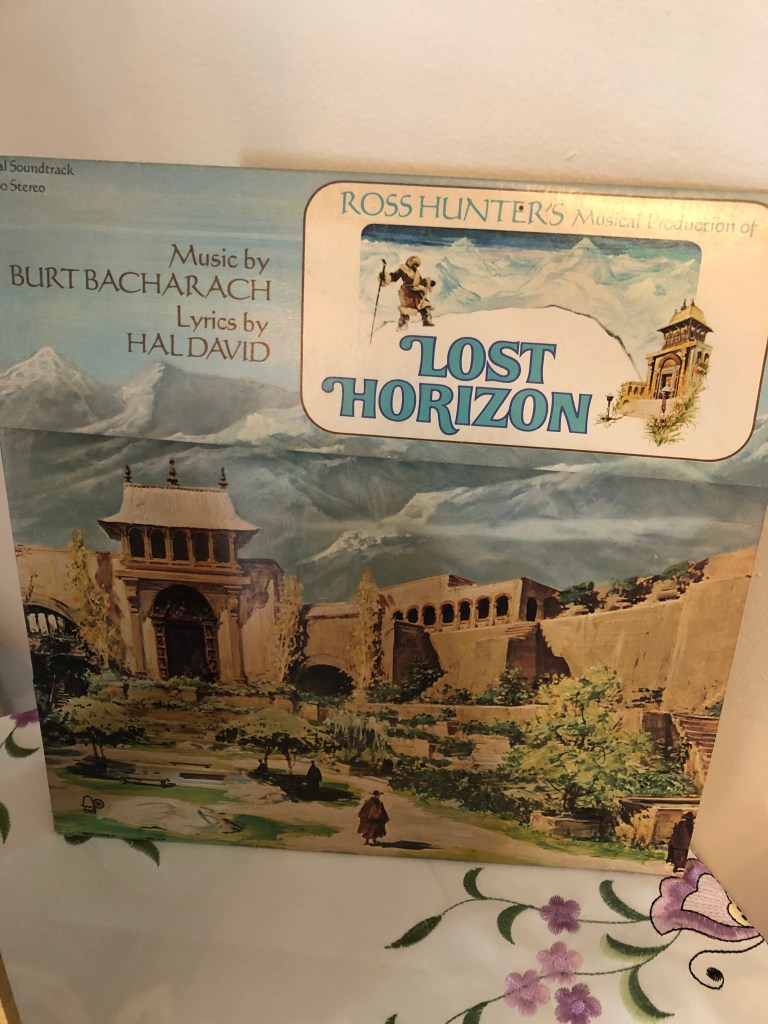 al Soundtrack
o Stereo
Music by
BURT BACHARACH
Lyrics by
HAL DAVID
ROSS HUNTER'S Musical Production of
LOST
HORIZON